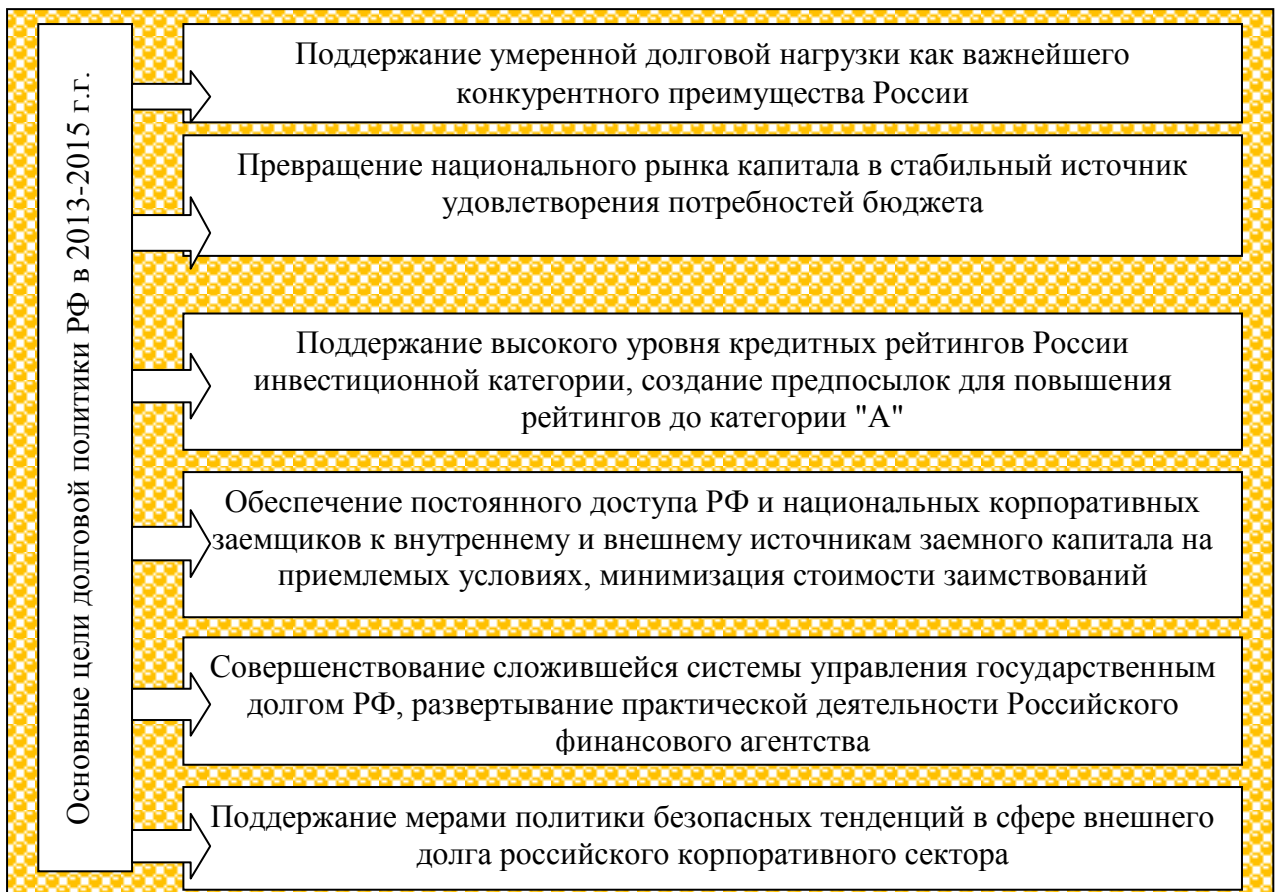 Основные цели долговой политики РФ в 2013-2015 г.г.
Поддержание умеренной долговой нагрузки как важнейшего
конкурентного преимущества России
Превращение национального рынка капитала в стабильный источник
удовлетворения потребностей бюджета
Поддержание высокого уровня кредитных рейтингов России
инвестиционной категории, создание предпосылок для повышения
рейтингов до категории "А"
Обеспечение постоянного доступа РФ и национальных корпоративных
заемщиков к внутреннему и внешнему источникам заемного капитала на
приемлемых условиях, минимизация стоимости заимствований
Совершенствование сложившейся системы управления государственным
долгом РФ, развертывание практической деятельности Российского
финансового агентства
Поддержание мерами политики безопасных тенденций в сфере внешнего
долга российского корпоративного сектора